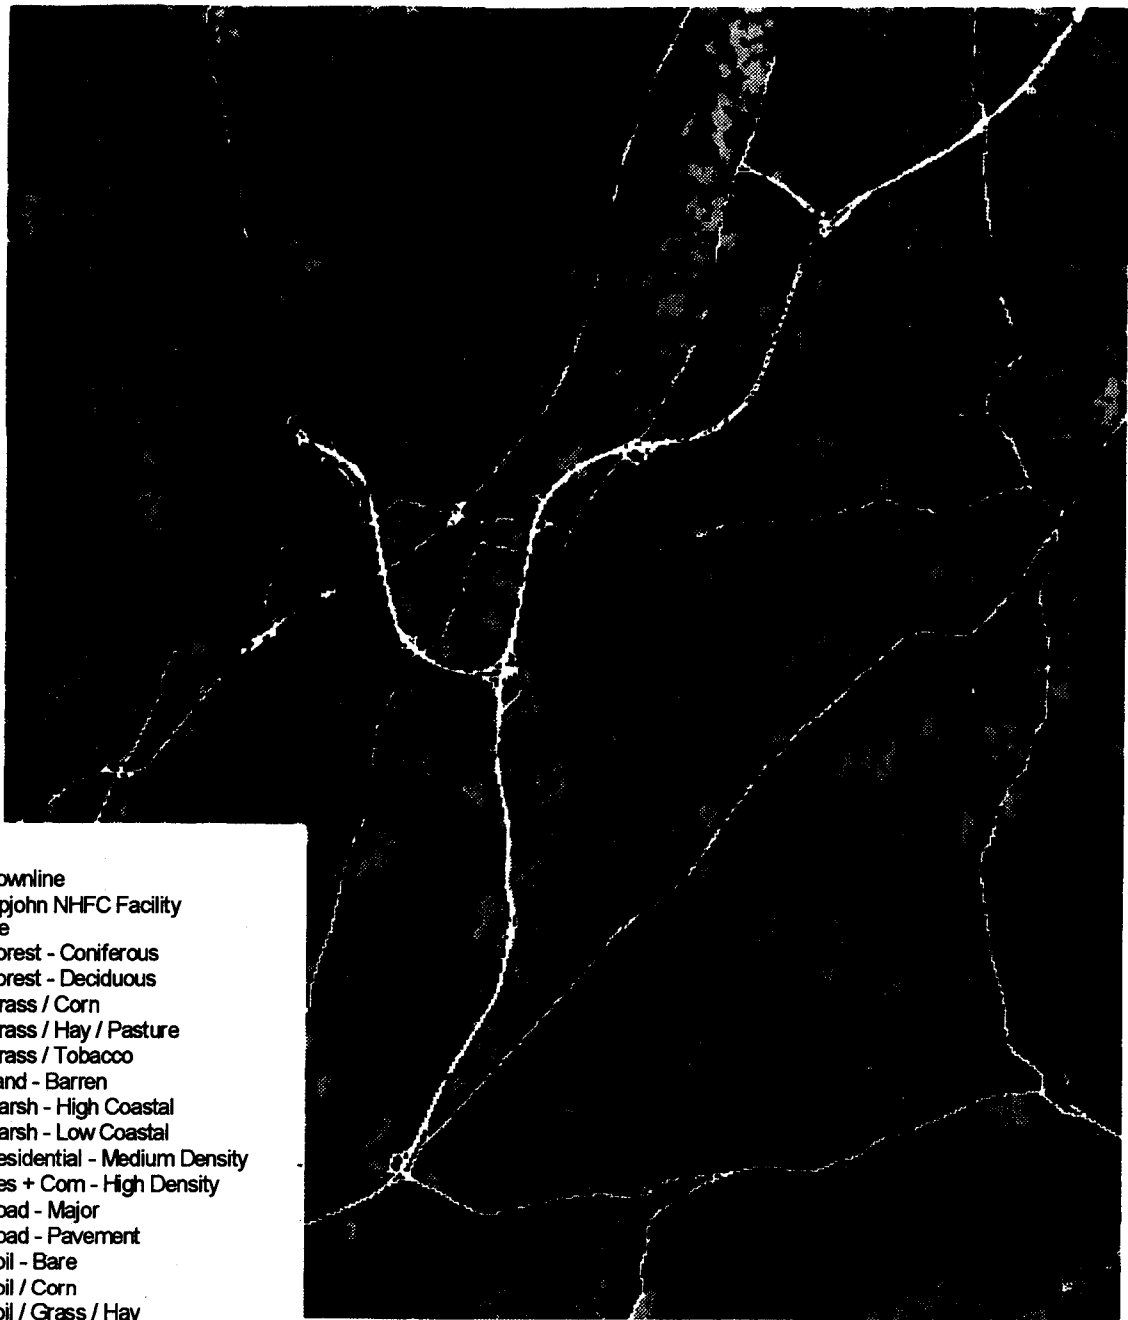 ownline
pjohn NHFC Facility
e
orest - Coniferous
orest - Deciduous
rass / Corn
rass / Hay / Pasture
rass / Tobacco
and - Barren
arsh - High Coastal
arsh - Low Coastal
esidential - Medium Density
es + Com - High Density
oad - Major
oad - Pavement
oil - Bare
oil / Corn
oil / Grass / Hay